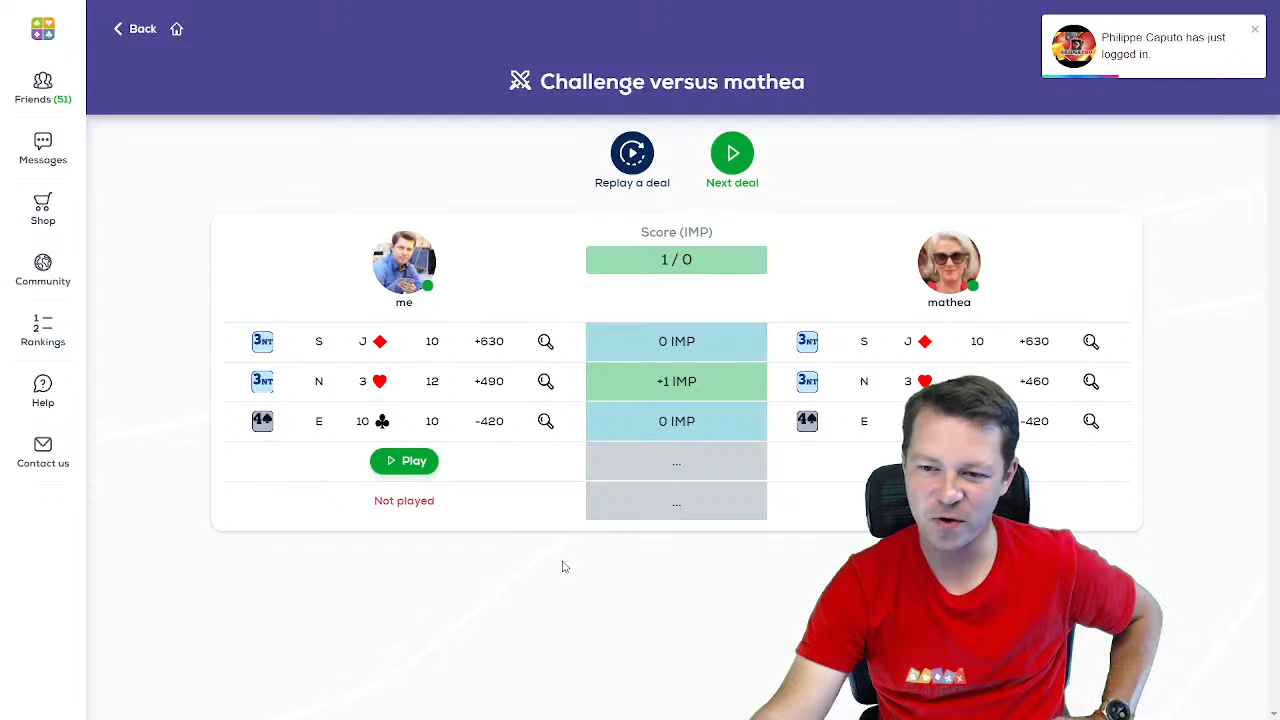 Back
Philippe Caputo has just
logged in.
Challenge versus mathea
Friends (51)
Messages
Shop
Community
1
2
Rankings
Help
Contact us
Replay a deal
Next deal
Score (IMP)
1 / 0
me
mathea
3NT S J ♦ 10 +630 0 IMP 3NT S J ♦ 10 +630
3NT N 3 ♥ 12 +490 +1 IMP 3NT N 3 ♥ +460
4♠ E 10 ♣ 10 -420 0 IMP 4♠ E -420
Play ...
Not played ...